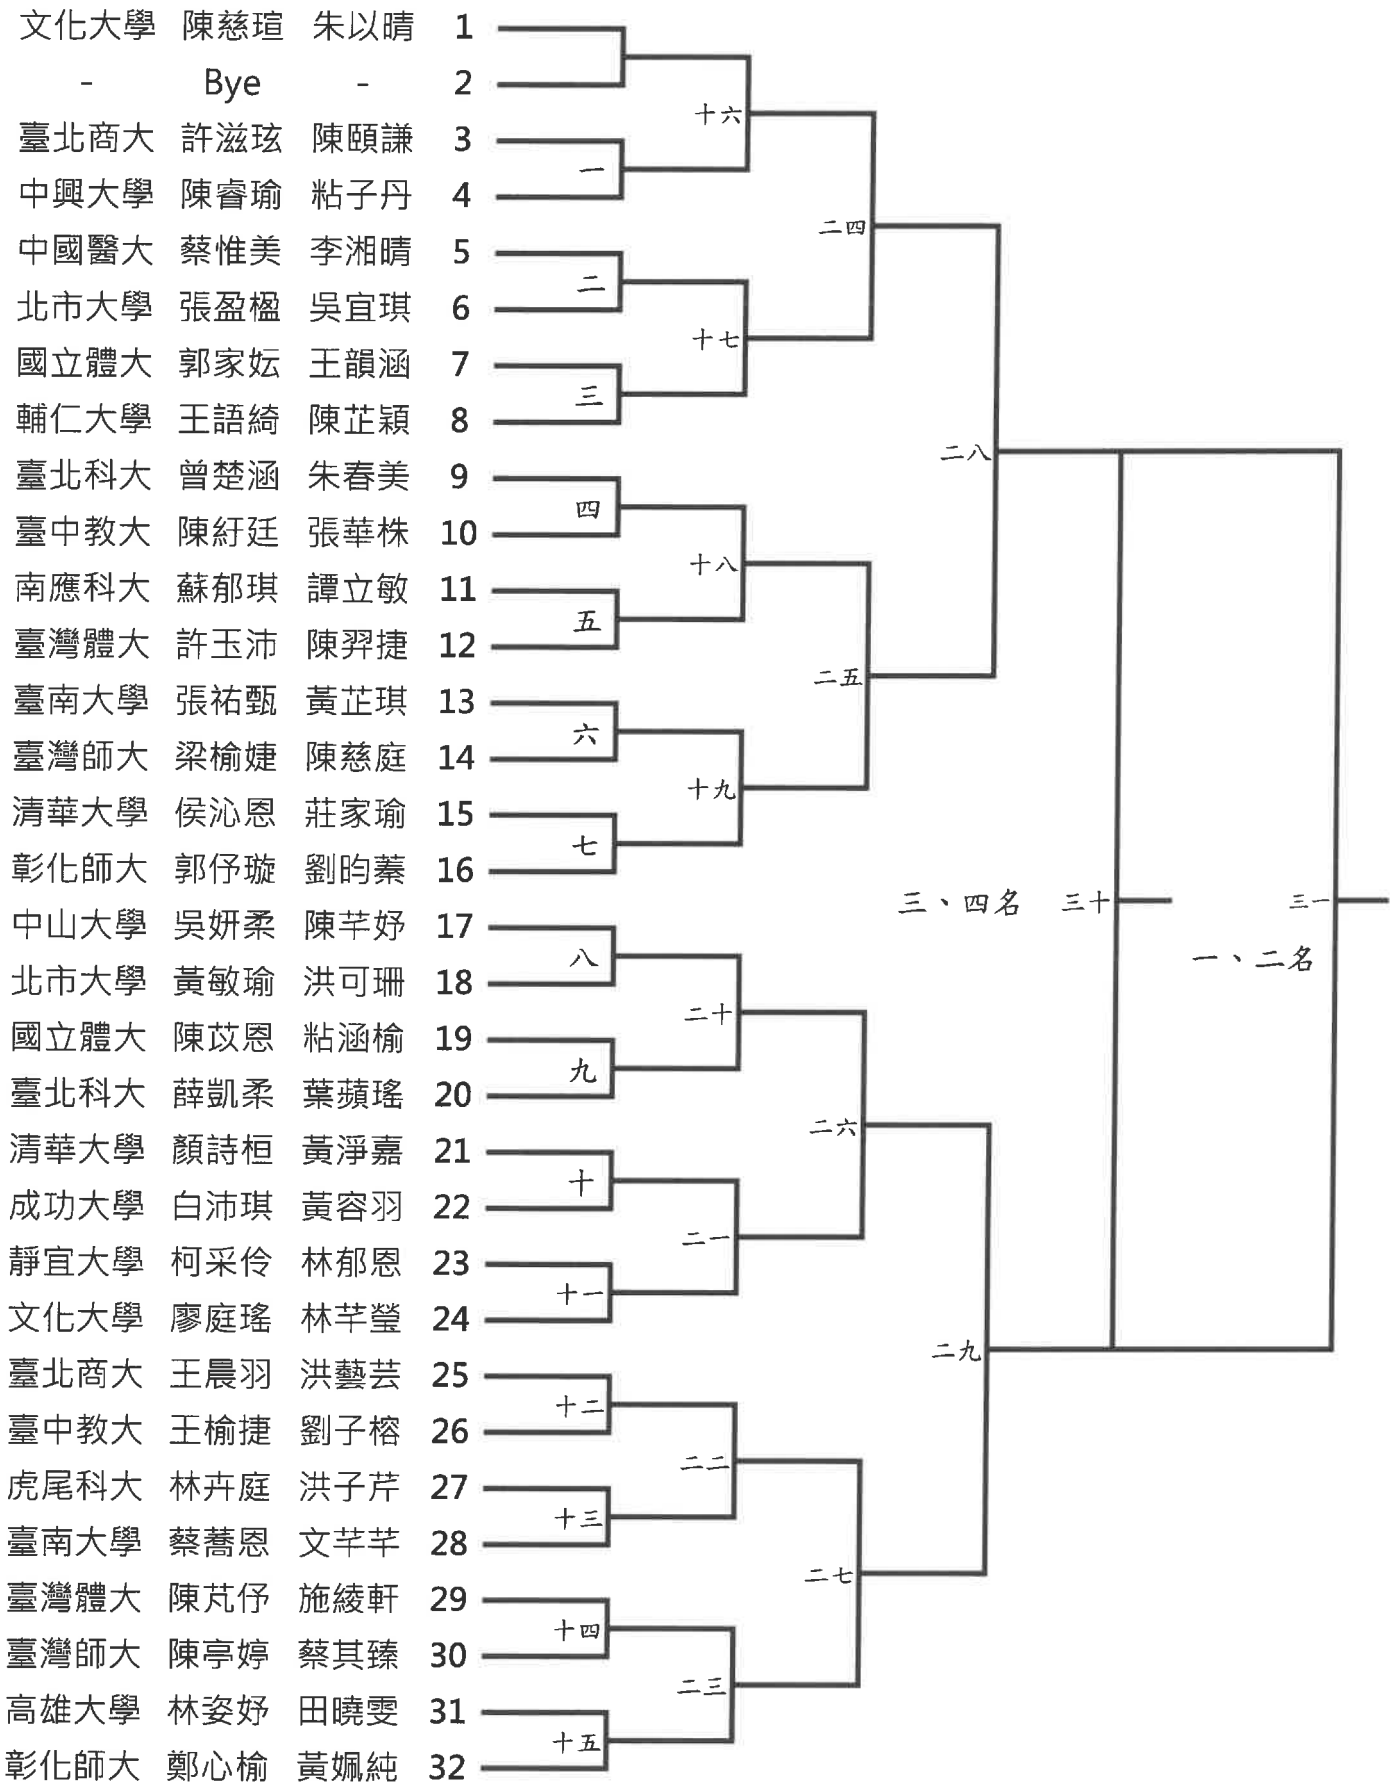 文化大學 陳慈瑄 朱以晴 1
- Bye - 2
十六
臺北商大 許滋玹 陳頤謙 3
一
中興大學 陳睿瑜 粘子丹 4
二四
中國醫大 蔡惟美 李湘晴 5
二
北市大學 張盈楹 吳宜琪 6
十七
國立體大 郭家妘 王韻涵 7
三
輔仁大學 王語綺 陳芷穎 8
二八
臺北科大 曾楚涵 朱春美 9
四
臺中教大 陳紆廷 張華株 10
十八
南應科大 蘇郁琪 譚立敏 11
五
臺灣體大 許玉沛 陳羿捷 12
二五
臺南大學 張祐甄 黃芷琪 13
六
臺灣師大 梁榆婕 陳慈庭 14
十九
清華大學 侯沁恩 莊家瑜 15
七
彰化師大 郭伃璇 劉昀蓁 16
三、四名 三十 三一
中山大學 吳妍柔 陳芊妤 17
八 一、二名
北市大學 黃敏瑜 洪可珊 18
二十
國立體大 陳苡恩 粘涵榆 19
九
臺北科大 薛凱柔 葉蘋瑤 20
二六
清華大學 顏詩桓 黃淨嘉 21
十
成功大學 白沛琪 黃容羽 22
二一
靜宜大學 柯采伶 林郁恩 23
十一
文化大學 廖庭瑤 林芊瑩 24
二九
臺北商大 王晨羽 洪藝芸 25
十二
臺中教大 王榆捷 劉子榕 26
二二
虎尾科大 林卉庭 洪子芹 27
十三
臺南大學 蔡蕎恩 文芊芊 28
二七
臺灣體大 陳芃伃 施綾軒 29
十四
臺灣師大 陳亭婷 蔡其臻 30
二三
高雄大學 林姿妤 田曉雯 31
十五
彰化師大 鄭心榆 黃姵純 32